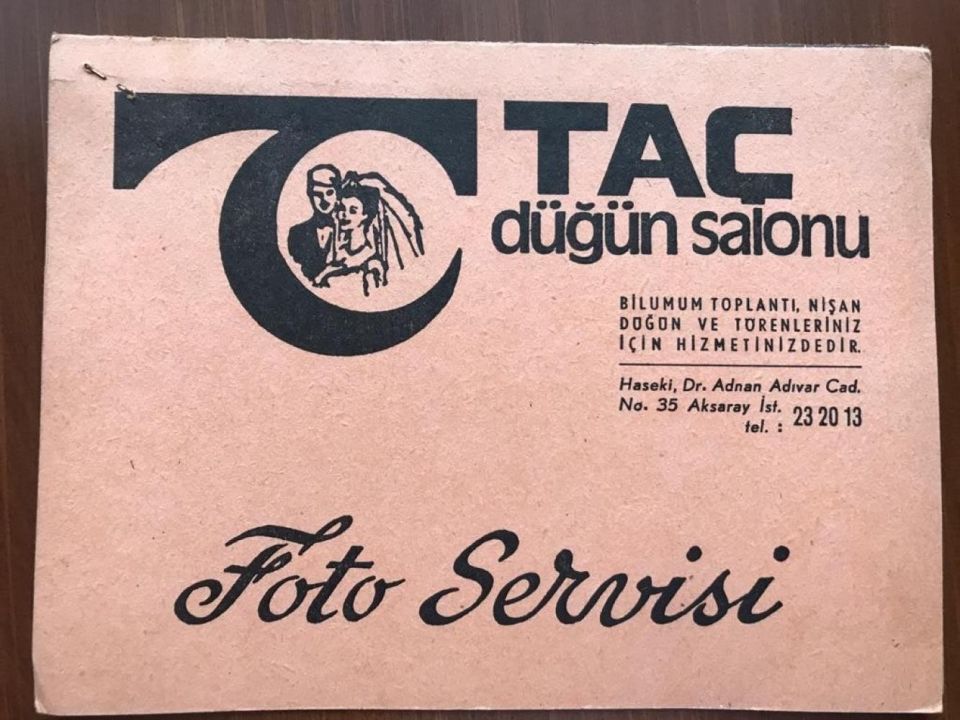 TAÇ
düğün salonu
BİLUMUM TOPLANTI, NİŞAN
DÜĞÜN VE TÖRENLERİNİZ
İÇİN HİZMETİNİZDEDİR.
Haseki, Dr. Adnan Adıvar Cad.
No. 35 Aksaray İst.
tel. : 23 20 13
Foto Servisi